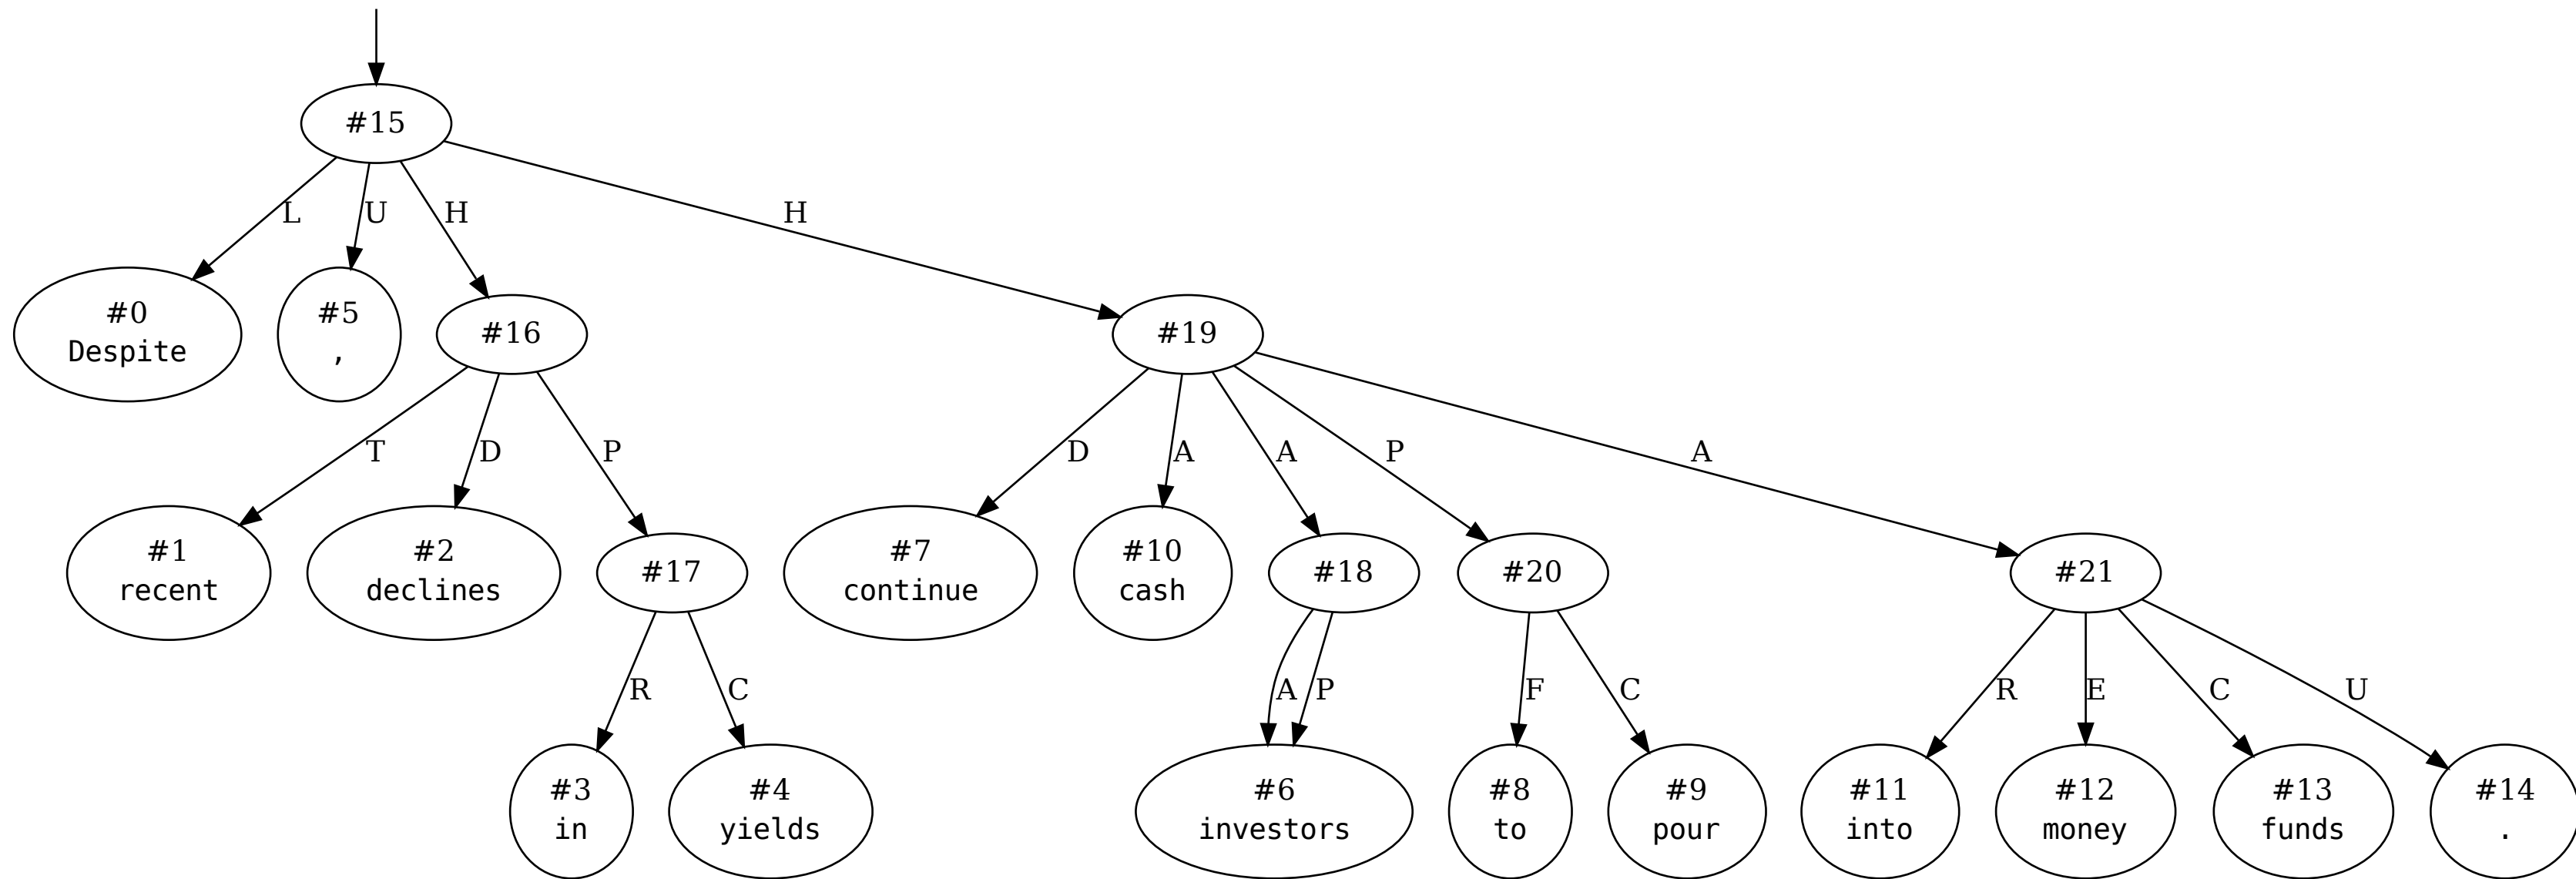 #15
L
U
H
H
#0
Despite
#5
,
#16
#19
T
D
P
D
A
A
P
A
#1
recent
#2
declines
#17
#7
continue
#10
cash
#18
#20
#21
R
C
A
P
F
C
R
E
C
U
#3
in
#4
yields
#6
investors
#8
to
#9
pour
#11
into
#12
money
#13
funds
#14
.